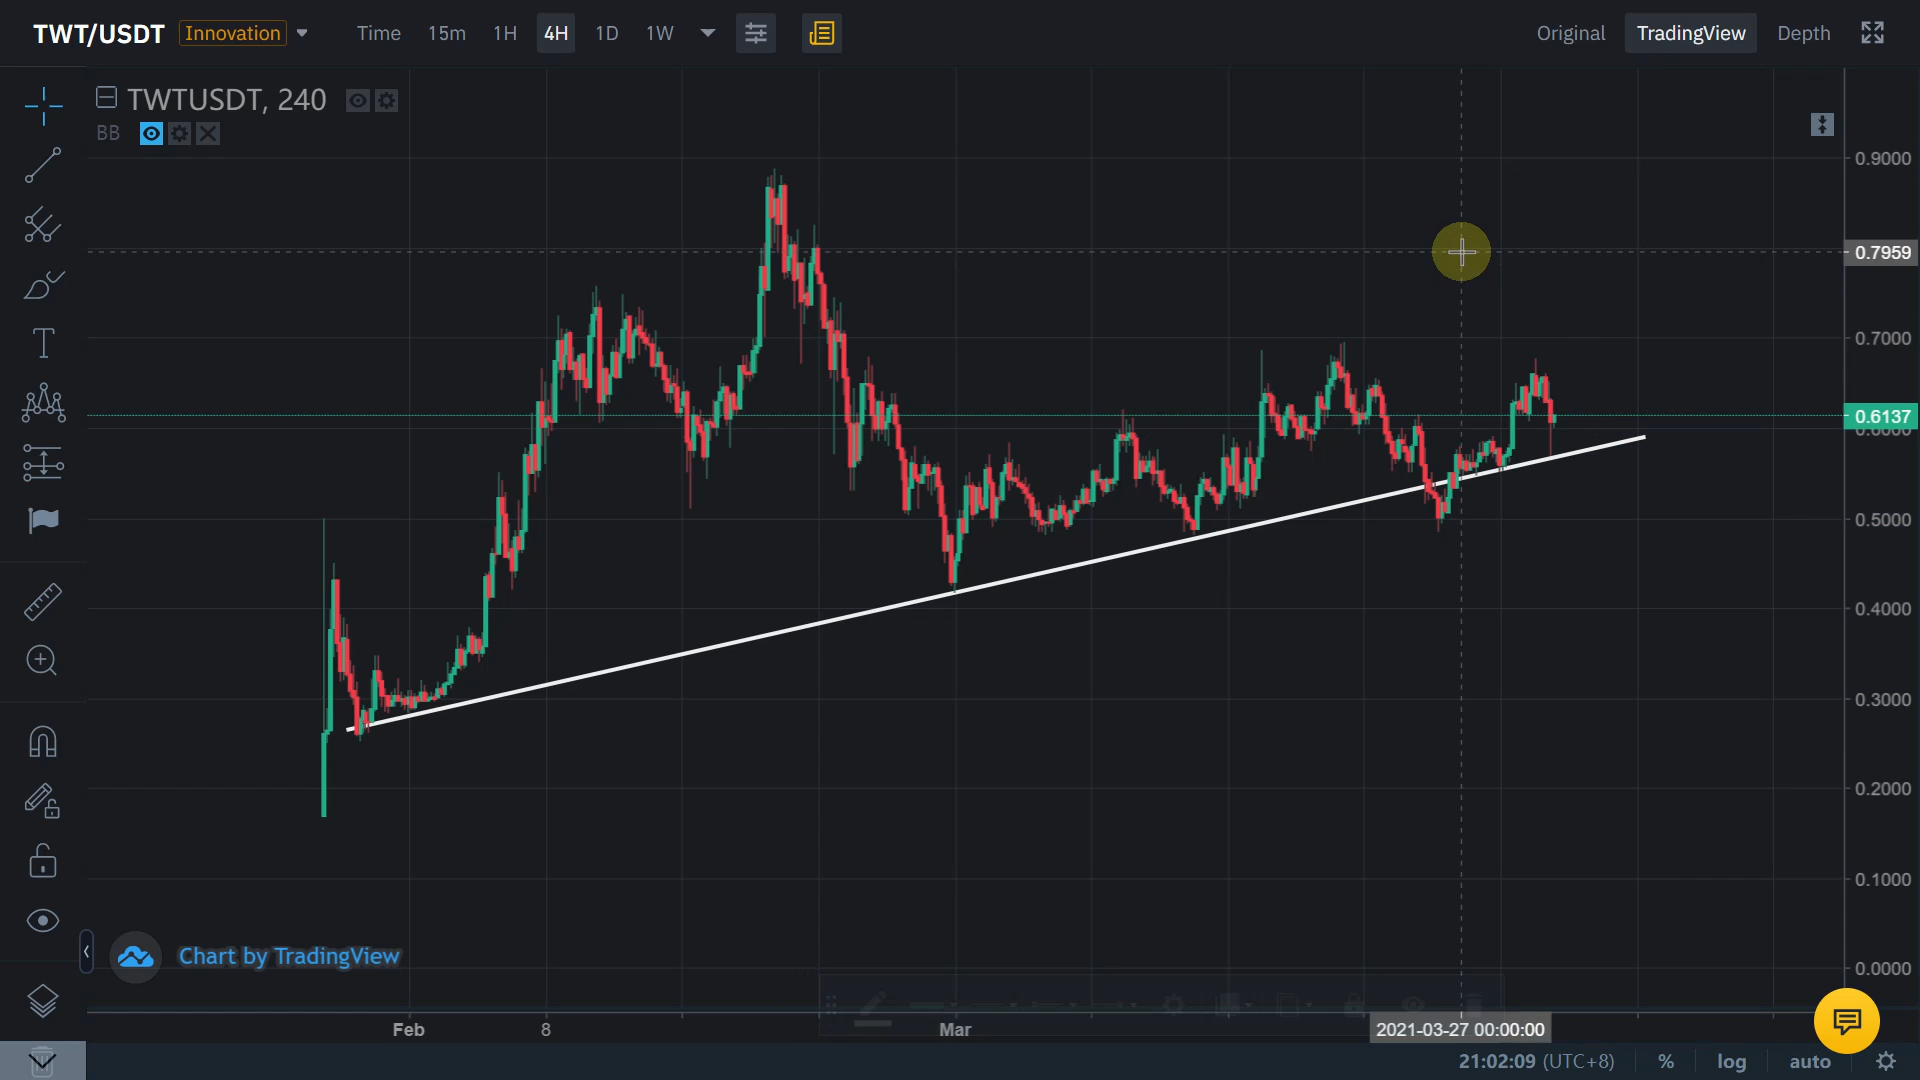 TWT/USDT Innovation Time 15m 1H 4H 1D 1W Original TradingView Depth
TWTUSDT, 240
BB
0.9000
0.7959
0.7000
0.6137
0.6000
0.5000
0.4000
0.3000
0.2000
0.1000
0.0000
Chart by TradingView
Feb 8 Mar 2021-03-27 00:00:00
21:02:09 (UTC+8) % log auto